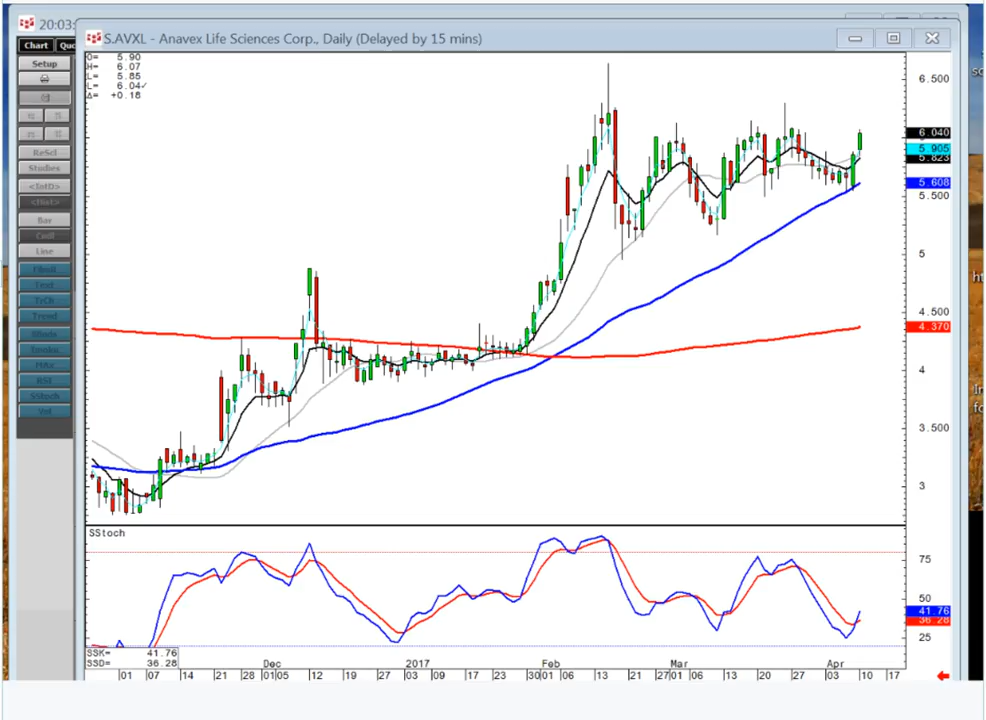 20:03:
S.AVXL - Anavex Life Sciences Corp., Daily (Delayed by 15 mins)
Chart Quo
Setup
ReScl
Studies
<IntD>
<Hist>
Bar
Cndl
Line
Text
TrCh
Trend
RSI
SStoch
Vol
O= 5.90
H= 6.07
L= 5.85
L= 6.04✓
Δ= +0.18
6.500
6.040
5.905
5.823
5.608
5.500
5
4.500
4.370
4
3.500
3
SStoch
75
50
41.76
36.28
25
SSK= 41.76
SSD= 36.28
Dec 2017 Feb Mar Apr
01 07 14 21 28 01 05 12 19 27 03 09 17 23 30 01 06 13 21 27 01 06 13 20 27 03 10 17